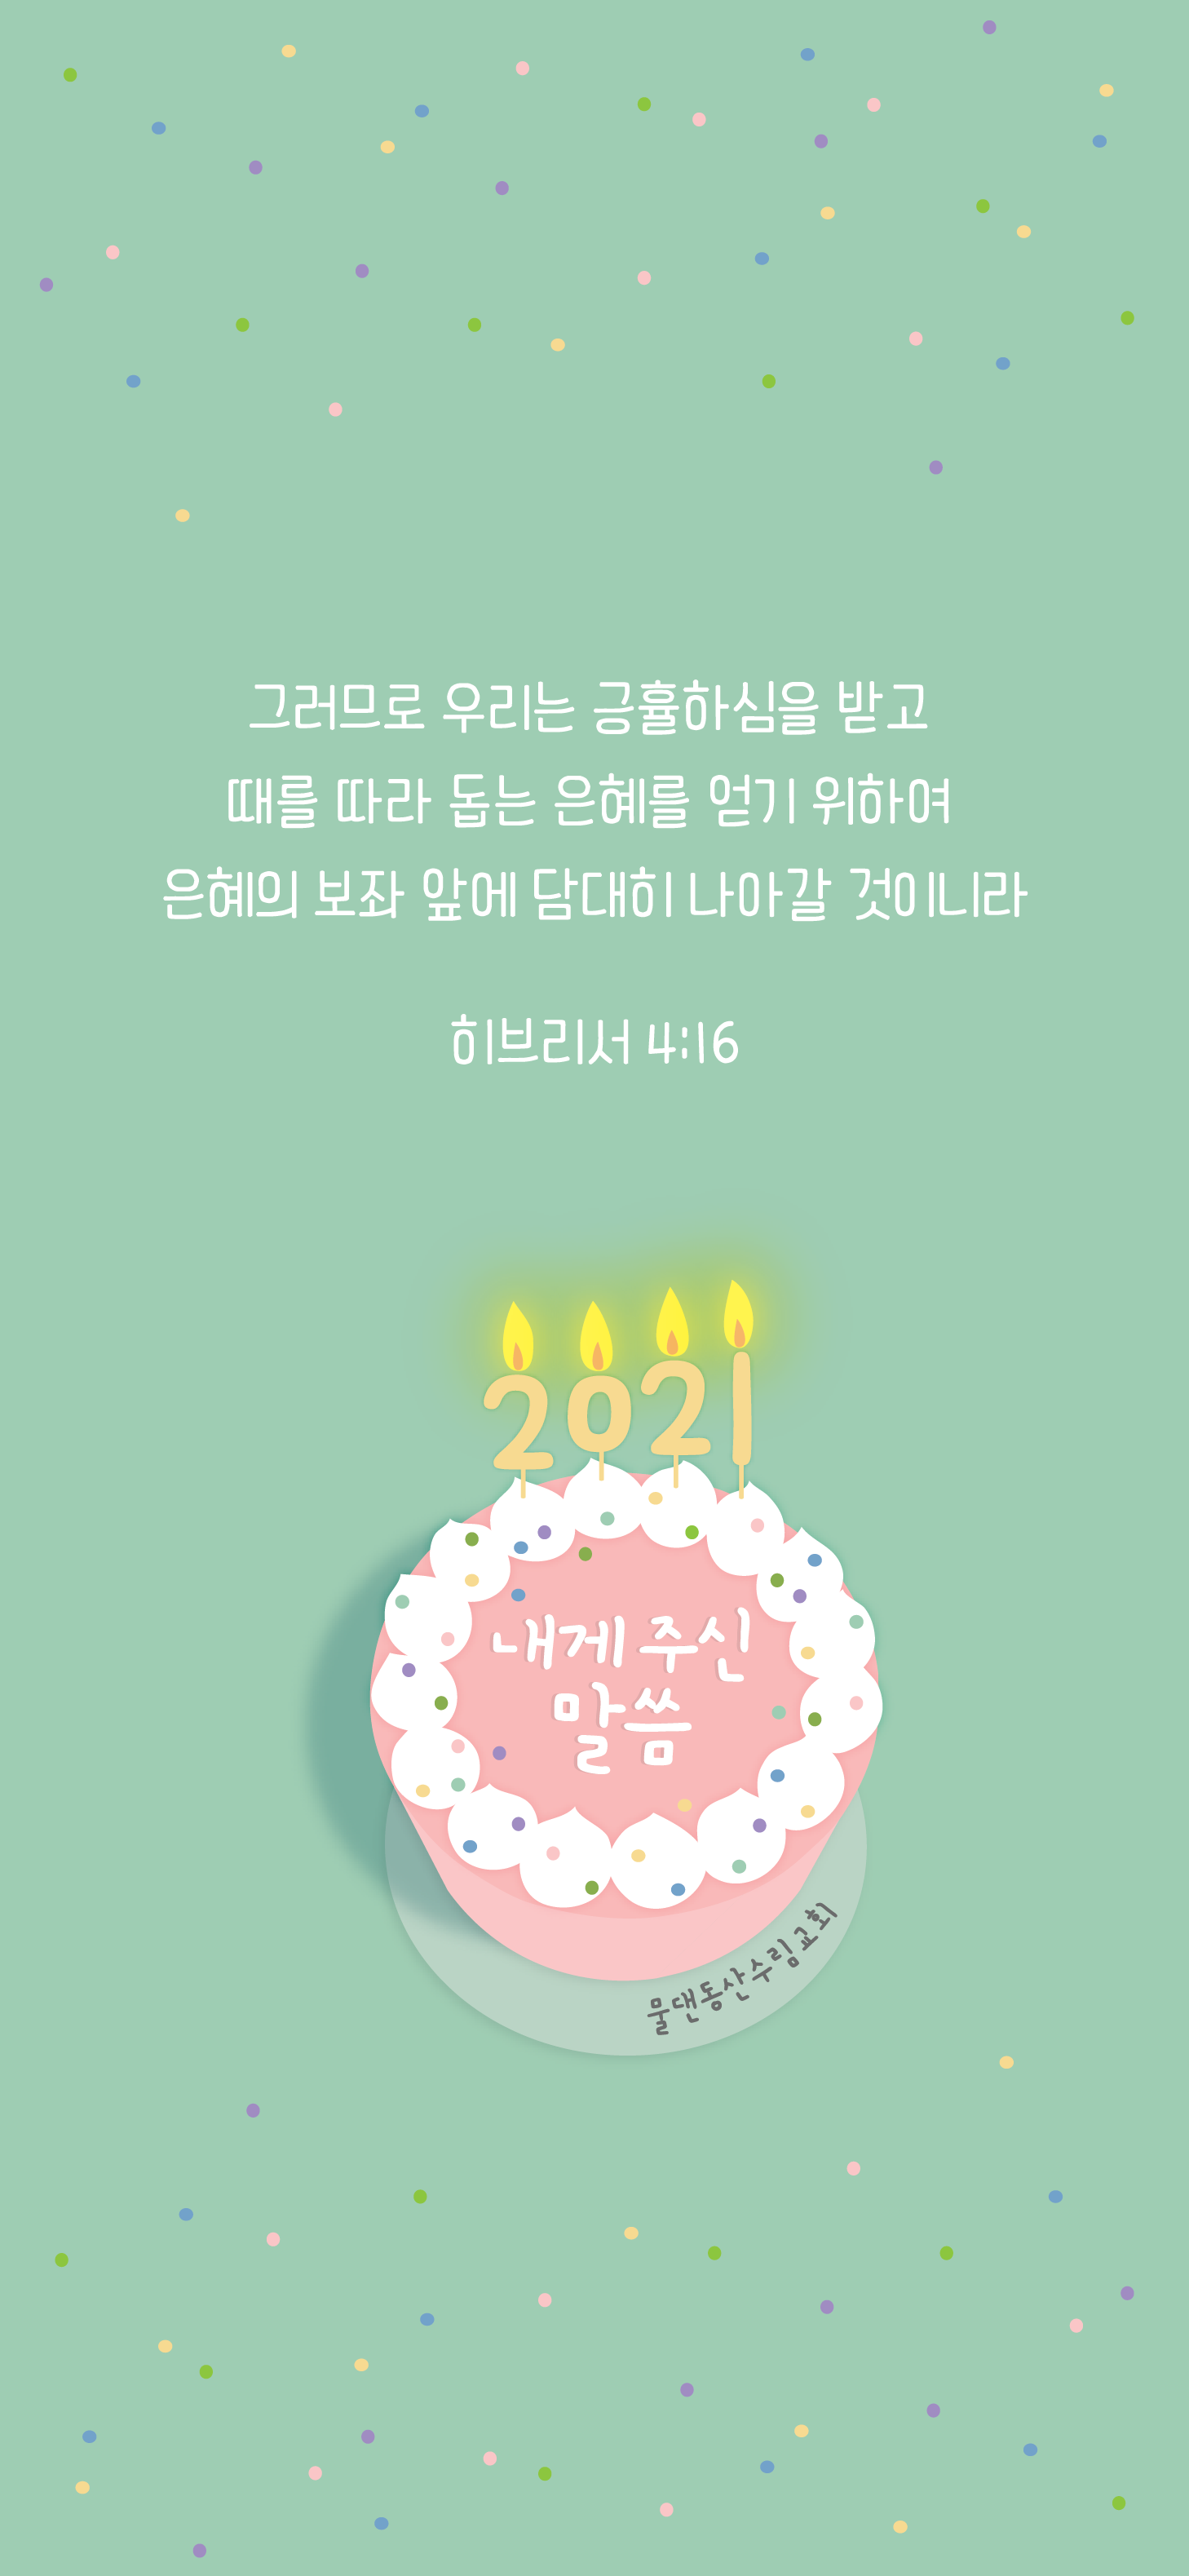 그러므로 우리는 긍휼하심을 받고
때를 따라 돕는 은혜를 얻기 위하여
은혜의 보좌 앞에 담대히 나아갈 것이니라
히브리서 4:16
2021
내게 주신
말씀
물댄동산수림교회